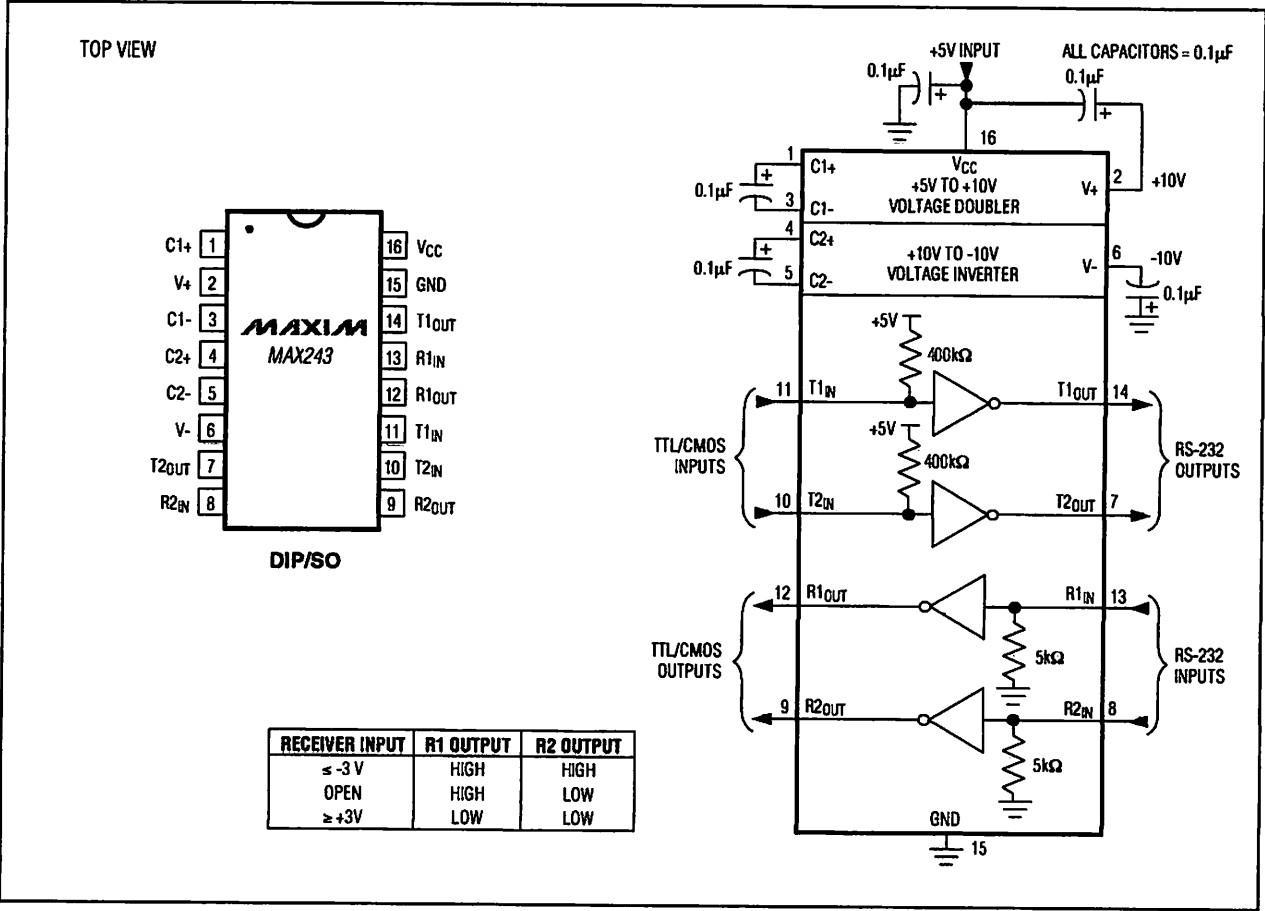 TOP VIEW
C1+ 1
V+ 2
C1- 3
C2+ 4
C2- 5
V- 6
T2OUT 7
R2IN 8
16 VCC
15 GND
14 T1OUT
13 R1IN
12 R1OUT
11 T1IN
10 T2IN
9 R2OUT
MAXIM
MAX243
DIP/SO
RECEIVER INPUT R1 OUTPUT R2 OUTPUT
≤ -3 V HIGH HIGH
OPEN HIGH LOW
≥ +3V LOW LOW
+5V INPUT
ALL CAPACITORS = 0.1µF
0.1µF
+
0.1µF
+
16
VCC
1
C1+
+
0.1µF
3
C1-
+5V TO +10V
VOLTAGE DOUBLER
V+
2
+10V
4
C2+
+
0.1µF
5
C2-
+10V TO -10V
VOLTAGE INVERTER
V-
6
-10V
0.1µF
+
+5V
400kΩ
11 T1IN
T1OUT 14
+5V
400kΩ
TTL/CMOS
INPUTS
RS-232
OUTPUTS
10 T2IN
T2OUT 7
12 R1OUT
R1IN 13
5kΩ
TTL/CMOS
OUTPUTS
RS-232
INPUTS
9 R2OUT
R2IN 8
5kΩ
GND
15